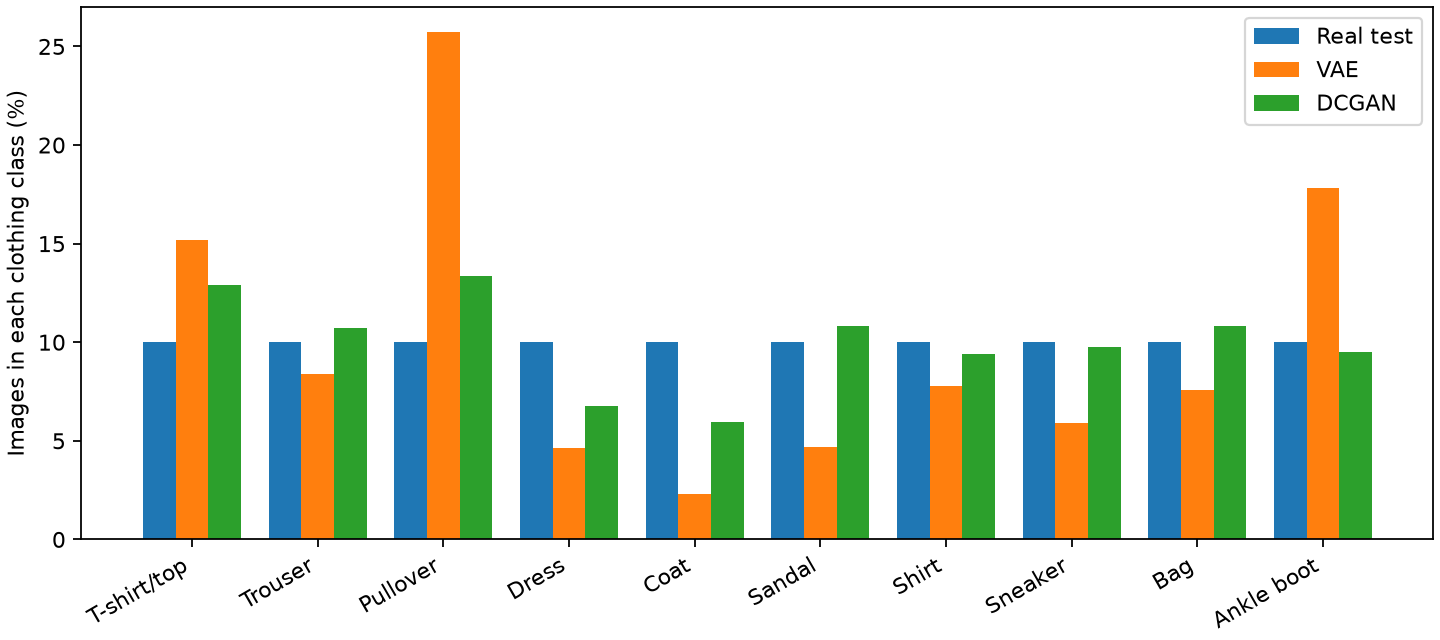 Images in each clothing class (%)
25
20
15
10
5
0
Real test
VAE
DCGAN
T-shirt/top
Trouser
Pullover
Dress
Coat
Sandal
Shirt
Sneaker
Bag
Ankle boot